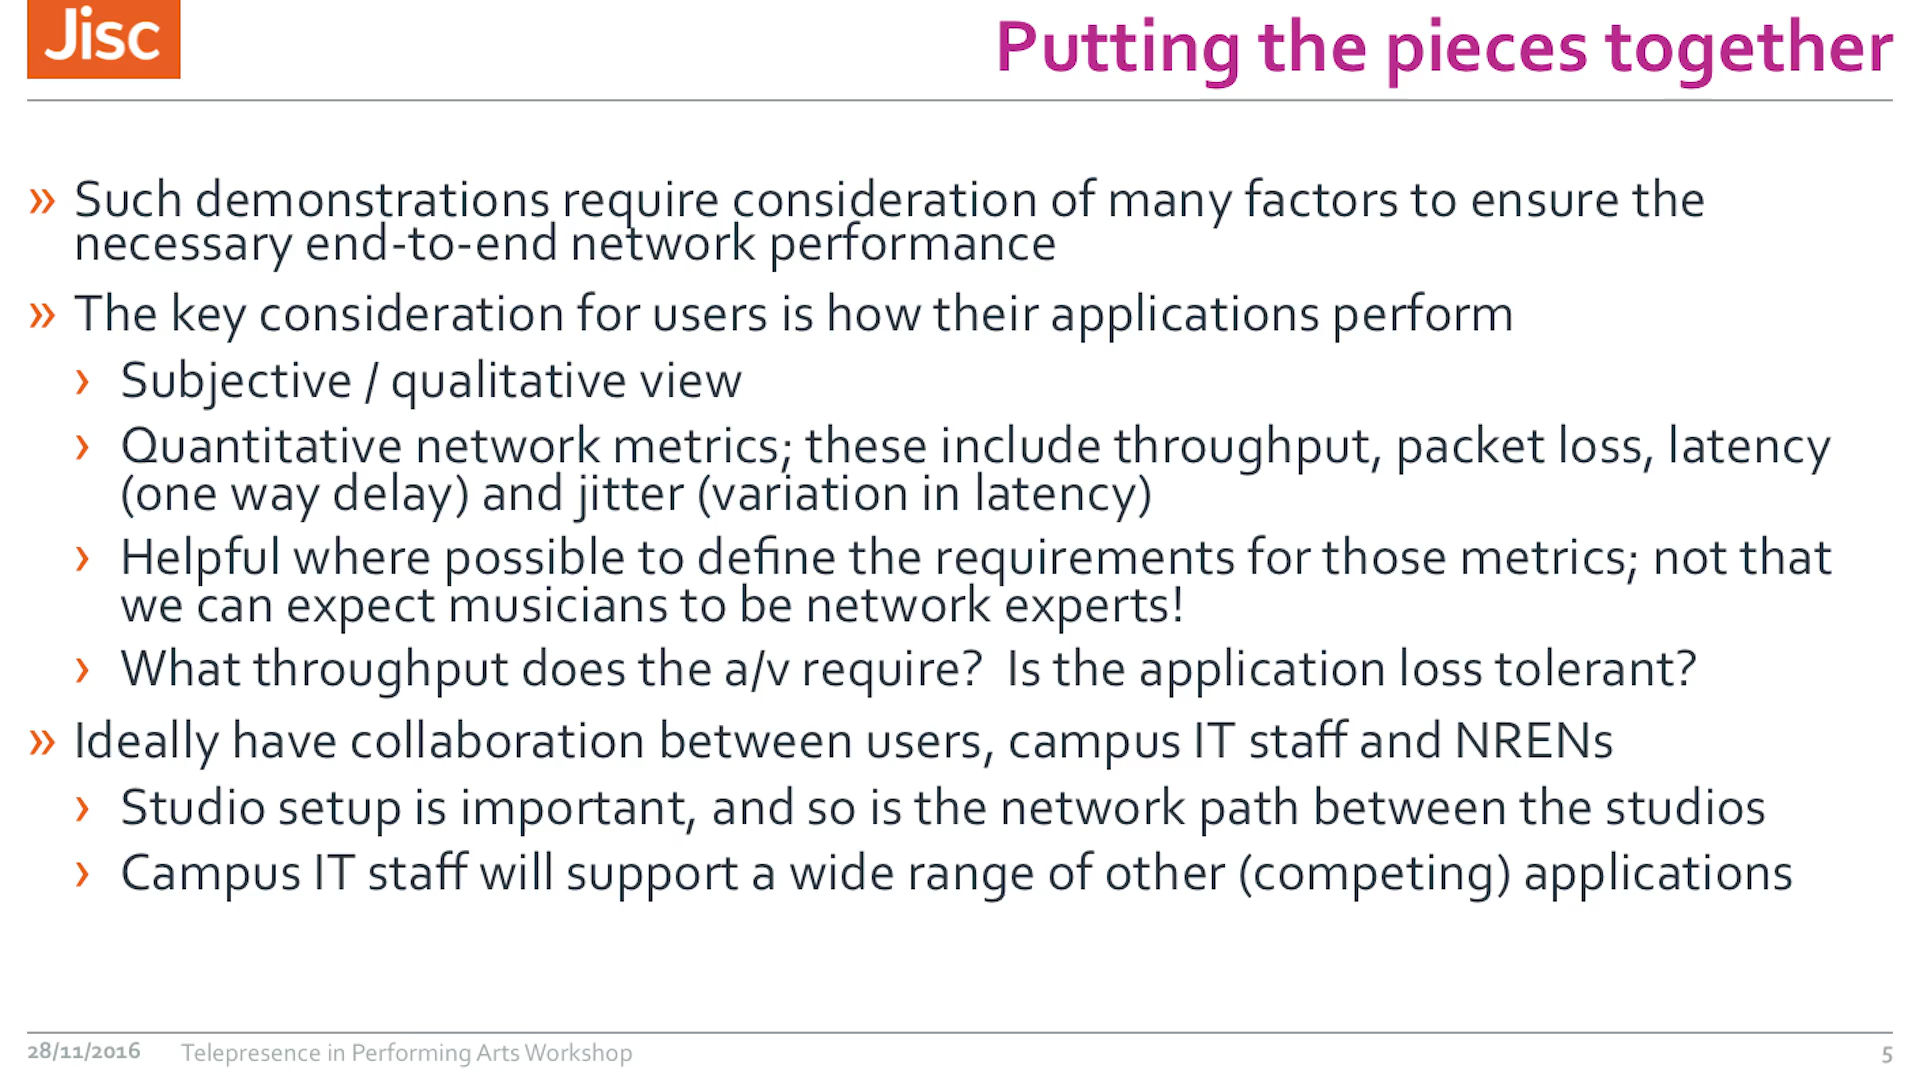 Jisc
Putting the pieces together
» Such demonstrations require consideration of many factors to ensure the
necessary end-to-end network performance
» The key consideration for users is how their applications perform
› Subjective / qualitative view
› Quantitative network metrics; these include throughput, packet loss, latency
(one way delay) and jitter (variation in latency)
› Helpful where possible to define the requirements for those metrics; not that
we can expect musicians to be network experts!
› What throughput does the a/v require?  Is the application loss tolerant?
» Ideally have collaboration between users, campus IT staff and NRENs
› Studio setup is important, and so is the network path between the studios
› Campus IT staff will support a wide range of other (competing) applications
28/11/2016 Telepresence in Performing Arts Workshop 5